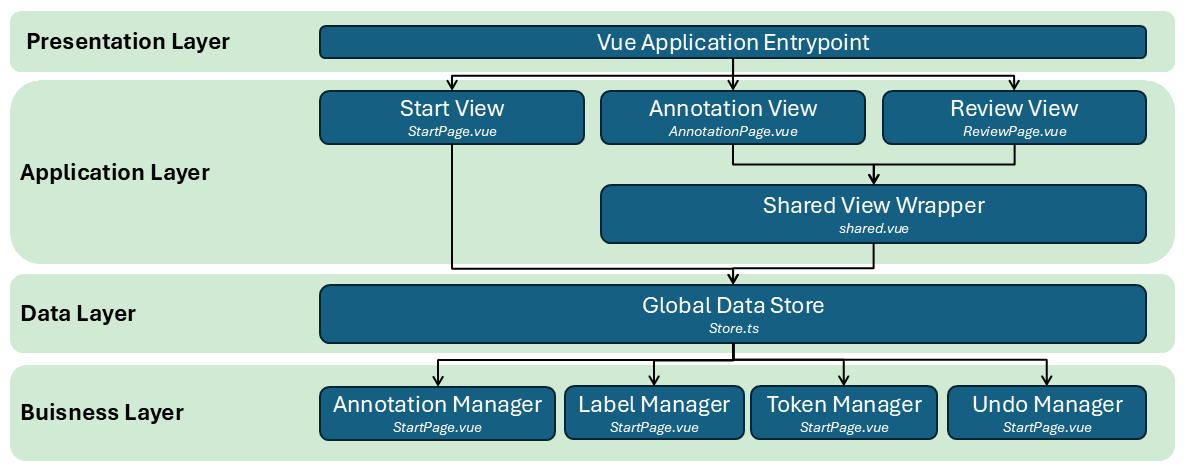 Presentation Layer
Vue Application Entrypoint
Application Layer
Start View
StartPage.vue
Annotation View
AnnotationPage.vue
Review View
ReviewPage.vue
Shared View Wrapper
shared.vue
Data Layer
Global Data Store
Store.ts
Buisness Layer
Annotation Manager
StartPage.vue
Label Manager
StartPage.vue
Token Manager
StartPage.vue
Undo Manager
StartPage.vue